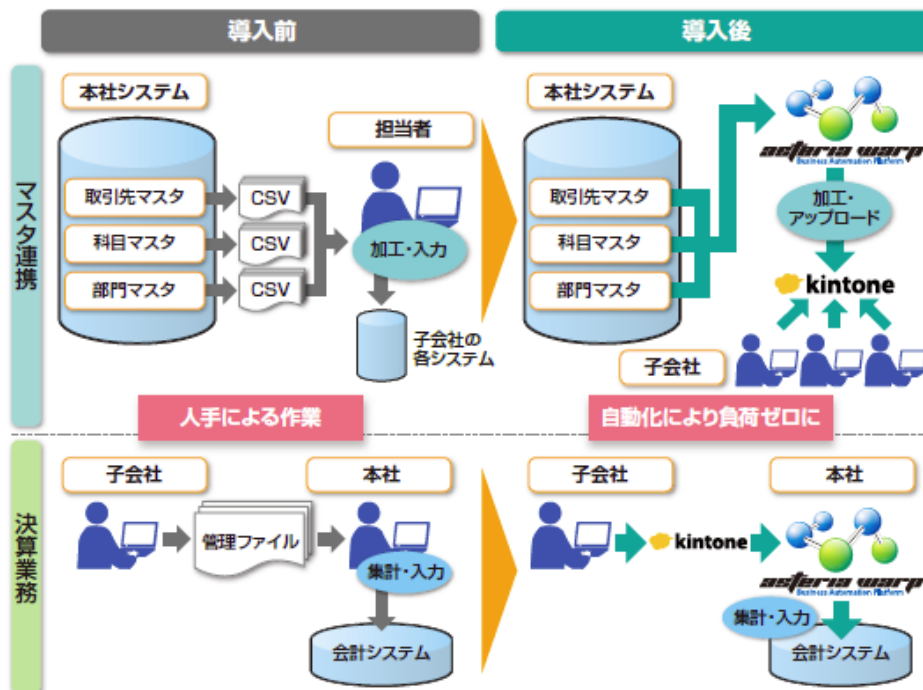 導入前
導入後
マスタ連携
本社システム
担当者
取引先マスタ
CSV
科目マスタ
CSV
部門マスタ
CSV
加工・入力
子会社の
各システム
本社システム
取引先マスタ
科目マスタ
部門マスタ
asteria warp
Business Automation Platform
加工・
アップロード
kintone
子会社
人手による作業
自動化により負荷ゼロに
決算業務
子会社
本社
管理ファイル
集計・入力
会計システム
子会社
本社
kintone
asteria warp
Business Automation Platform
集計・入力
会計システム